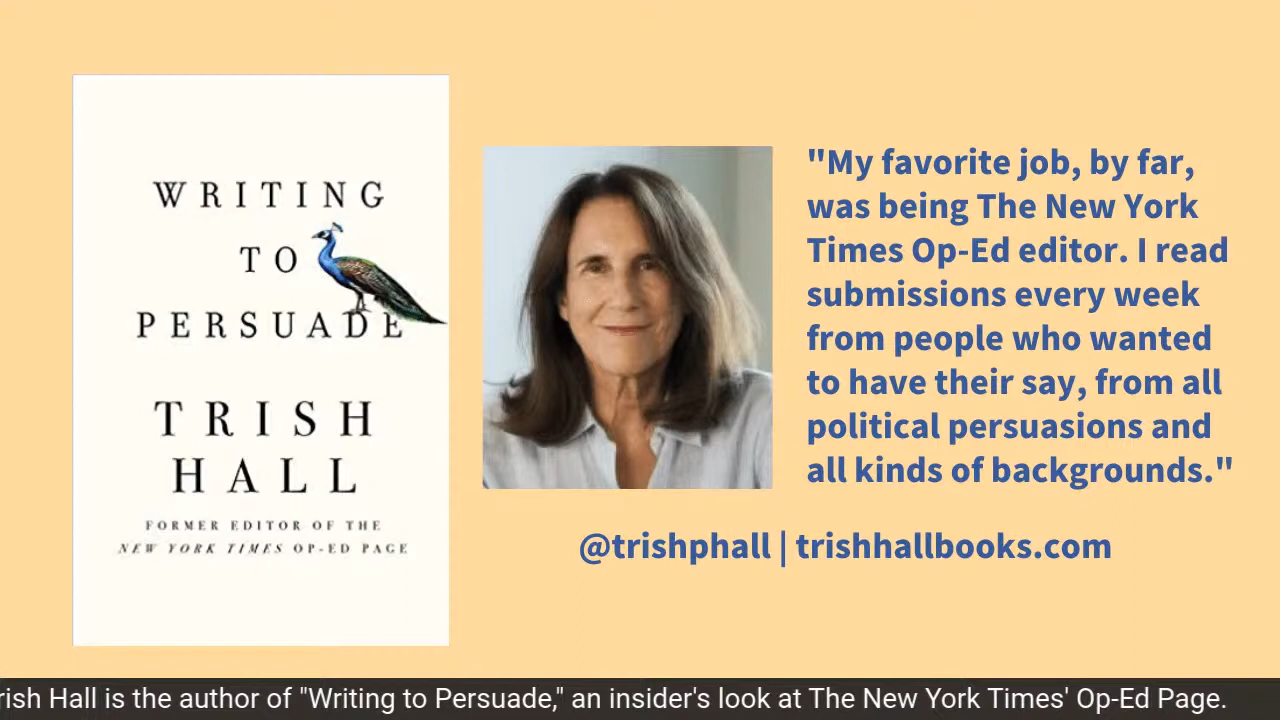 WRITING
TO
PERSUADE
TRISH
HALL
FORMER EDITOR OF THE
NEW YORK TIMES OP-ED PAGE
"My favorite job, by far,
was being The New York
Times Op-Ed editor. I read
submissions every week
from people who wanted
to have their say, from all
political persuasions and
all kinds of backgrounds."
@trishphall | trishhallbooks.com
rish Hall is the author of "Writing to Persuade," an insider's look at The New York Times' Op-Ed Page.